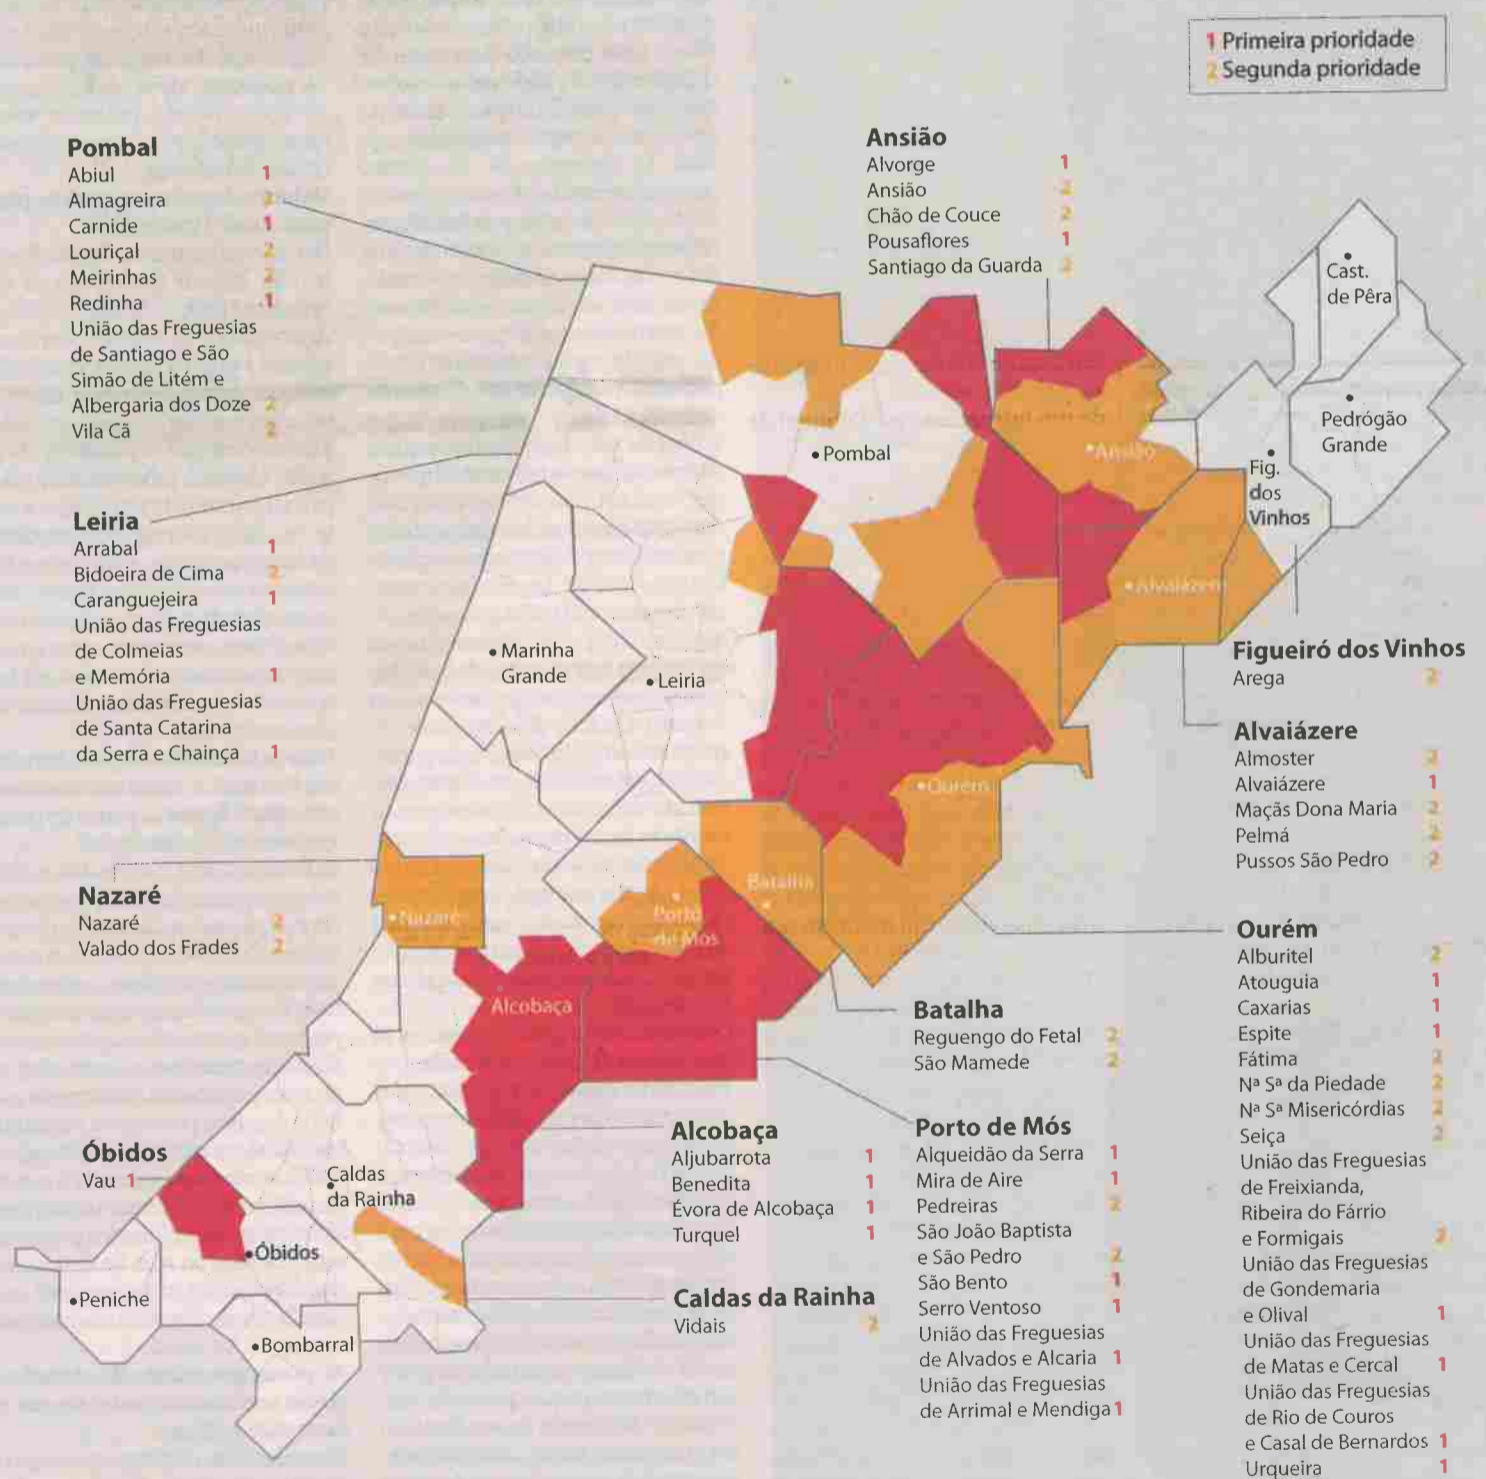 1 Primeira prioridade
2 Segunda prioridade
Pombal
Abiul 1
Almagreira 2
Carnide 1
Louriçal 2
Meirinhas 2
Redinha 1
União das Freguesias
de Santiago e São
Simão de Litém e
Albergaria dos Doze 2
Vila Cã 2
Ansião
Alvorge 1
Ansião 2
Chão de Couce 2
Pousaflores 1
Santiago da Guarda 2
Cast.
de Pêra
Pedrógão
Grande
Fig.
dos
Vinhos
• Pombal
• Ansião
• Alvaiázere
Leiria
Arrabal 1
Bidoeira de Cima 2
Caranguejeira 1
União das Freguesias
de Colmeias
e Memória 1
União das Freguesias
de Santa Catarina
da Serra e Chainça 1
• Marinha
Grande
• Leiria
• Ourém
Figueiró dos Vinhos
Arega 2
Alvaiázere
Almoster 2
Alvaiázere 1
Maçãs Dona Maria 2
Pelmá 2
Pussos São Pedro 2
Nazaré
Nazaré 2
Valado dos Frades 2
• Nazaré
Batalha
Porto
de Mós
Alcobaça
Ourém
Alburitel 2
Atouguia 1
Caxarias 1
Espite 1
Fátima 2
Nª Sª da Piedade 2
Nª Sª Misericórdias 2
Seiça 2
União das Freguesias
de Freixianda,
Ribeira do Fárrio
e Formigais 2
União das Freguesias
de Gondemaria
e Olival 1
União das Freguesias
de Matas e Cercal 1
União das Freguesias
de Rio de Couros
e Casal de Bernardos 1
Urqueira 1
Batalha
Reguengo do Fetal 2
São Mamede 2
Porto de Mós
Alqueidão da Serra 1
Mira de Aire 1
Pedreiras 2
São João Baptista
e São Pedro 2
São Bento 1
Serro Ventoso 1
União das Freguesias
de Alvados e Alcaria 1
União das Freguesias
de Arrimal e Mendiga 1
Alcobaça
Aljubarrota 1
Benedita 1
Évora de Alcobaça 1
Turquel 1
Caldas da Rainha
Vidais 2
Óbidos
Vau 1
Caldas
da Rainha
• Óbidos
• Peniche
• Bombarral